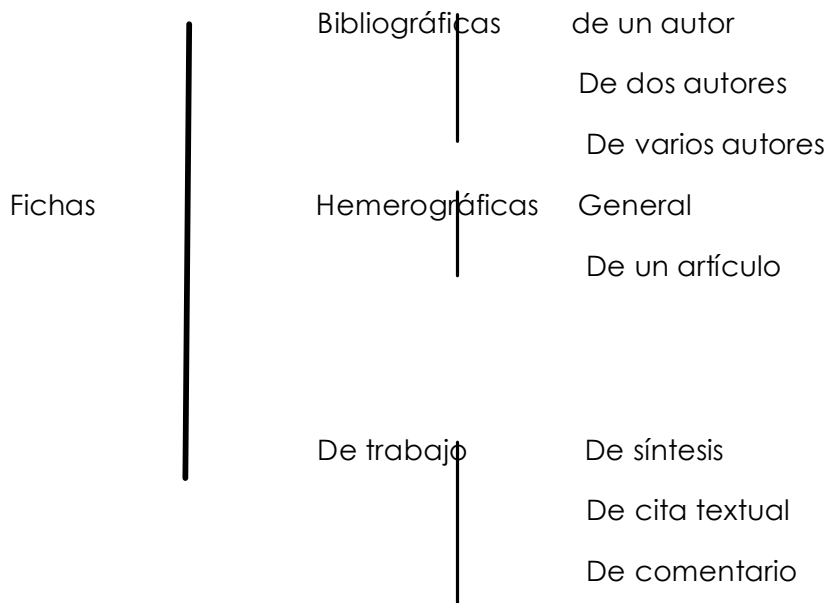 Bibliográficas de un autor
De dos autores
De varios autores
Fichas Hemerográficas General
De un artículo
De trabajo De síntesis
De cita textual
De comentario